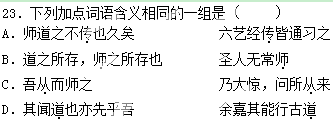 23．下列加点词语含义相同的一组是（　　）
A．师道之不传也久矣　　六艺经传皆通习之
B．道之所存，师之所存也　　圣人无常师
C．吾从而师之　　乃大惊，问所从来
D．其闻道也亦先乎吾　　余嘉其能行古道